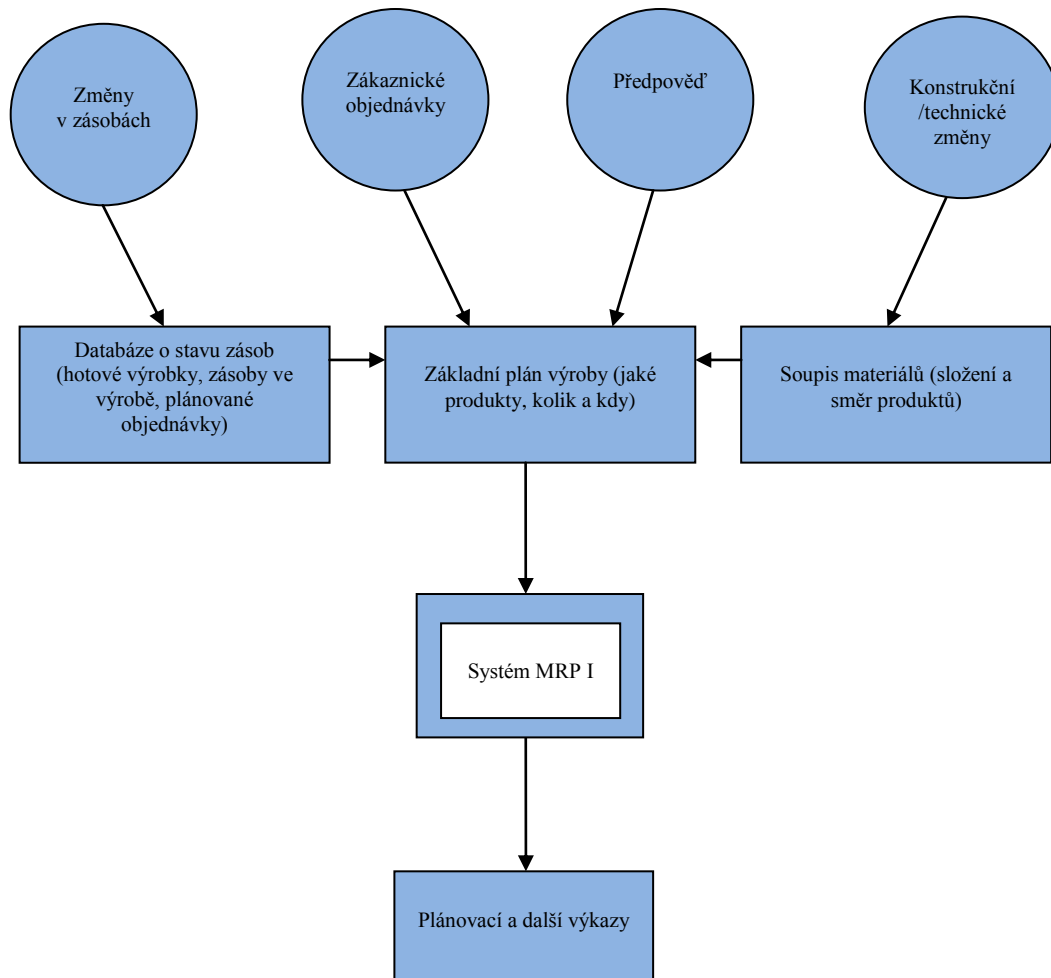 Změny
v zásobách
Zákaznické
objednávky
Předpověď
Konstrukční
/technické
změny
Databáze o stavu zásob
(hotové výrobky, zásoby ve
výrobě, plánované
objednávky)
Základní plán výroby (jaké
produkty, kolik a kdy)
Soupis materiálů (složení a
směr produktů)
Systém MRP I
Plánovací a další výkazy